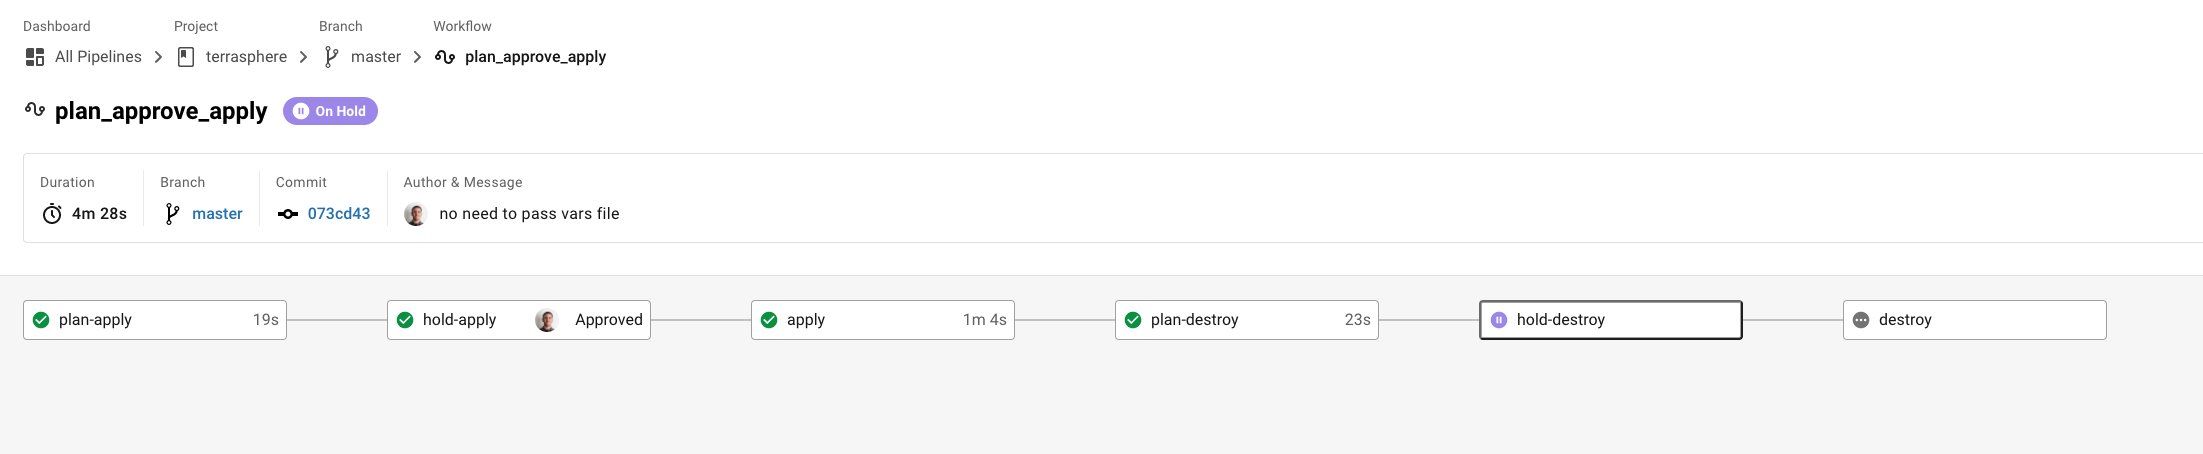 Dashboard Project Branch Workflow
All Pipelines terrasphere master plan_approve_apply
plan_approve_apply On Hold
Duration Branch Commit Author & Message
4m 28s master 073cd43 no need to pass vars file
plan-apply 19s hold-apply Approved apply 1m 4s plan-destroy 23s hold-destroy destroy